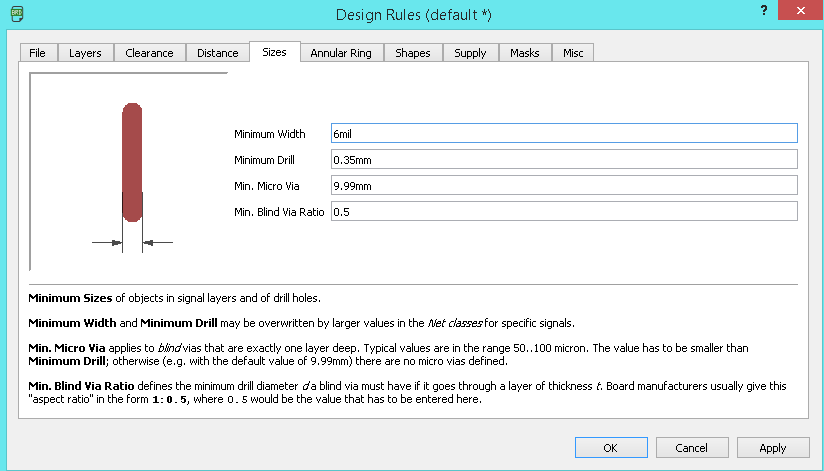 Design Rules (default *)
?
File Layers Clearance Distance Sizes Annular Ring Shapes Supply Masks Misc
Minimum Width 6mil
Minimum Drill 0.35mm
Min. Micro Via 9.99mm
Min. Blind Via Ratio 0.5
Minimum Sizes of objects in signal layers and of drill holes.
Minimum Width and Minimum Drill may be overwritten by larger values in the Net classes for specific signals.
Min. Micro Via applies to blind vias that are exactly one layer deep. Typical values are in the range 50..100 micron. The value has to be smaller than
Minimum Drill; otherwise (e.g. with the default value of 9.99mm) there are no micro vias defined.
Min. Blind Via Ratio defines the minimum drill diameter d a blind via must have if it goes through a layer of thickness t. Board manufacturers usually give this
"aspect ratio" in the form 1:0.5, where 0.5 would be the value that has to be entered here.
OK Cancel Apply